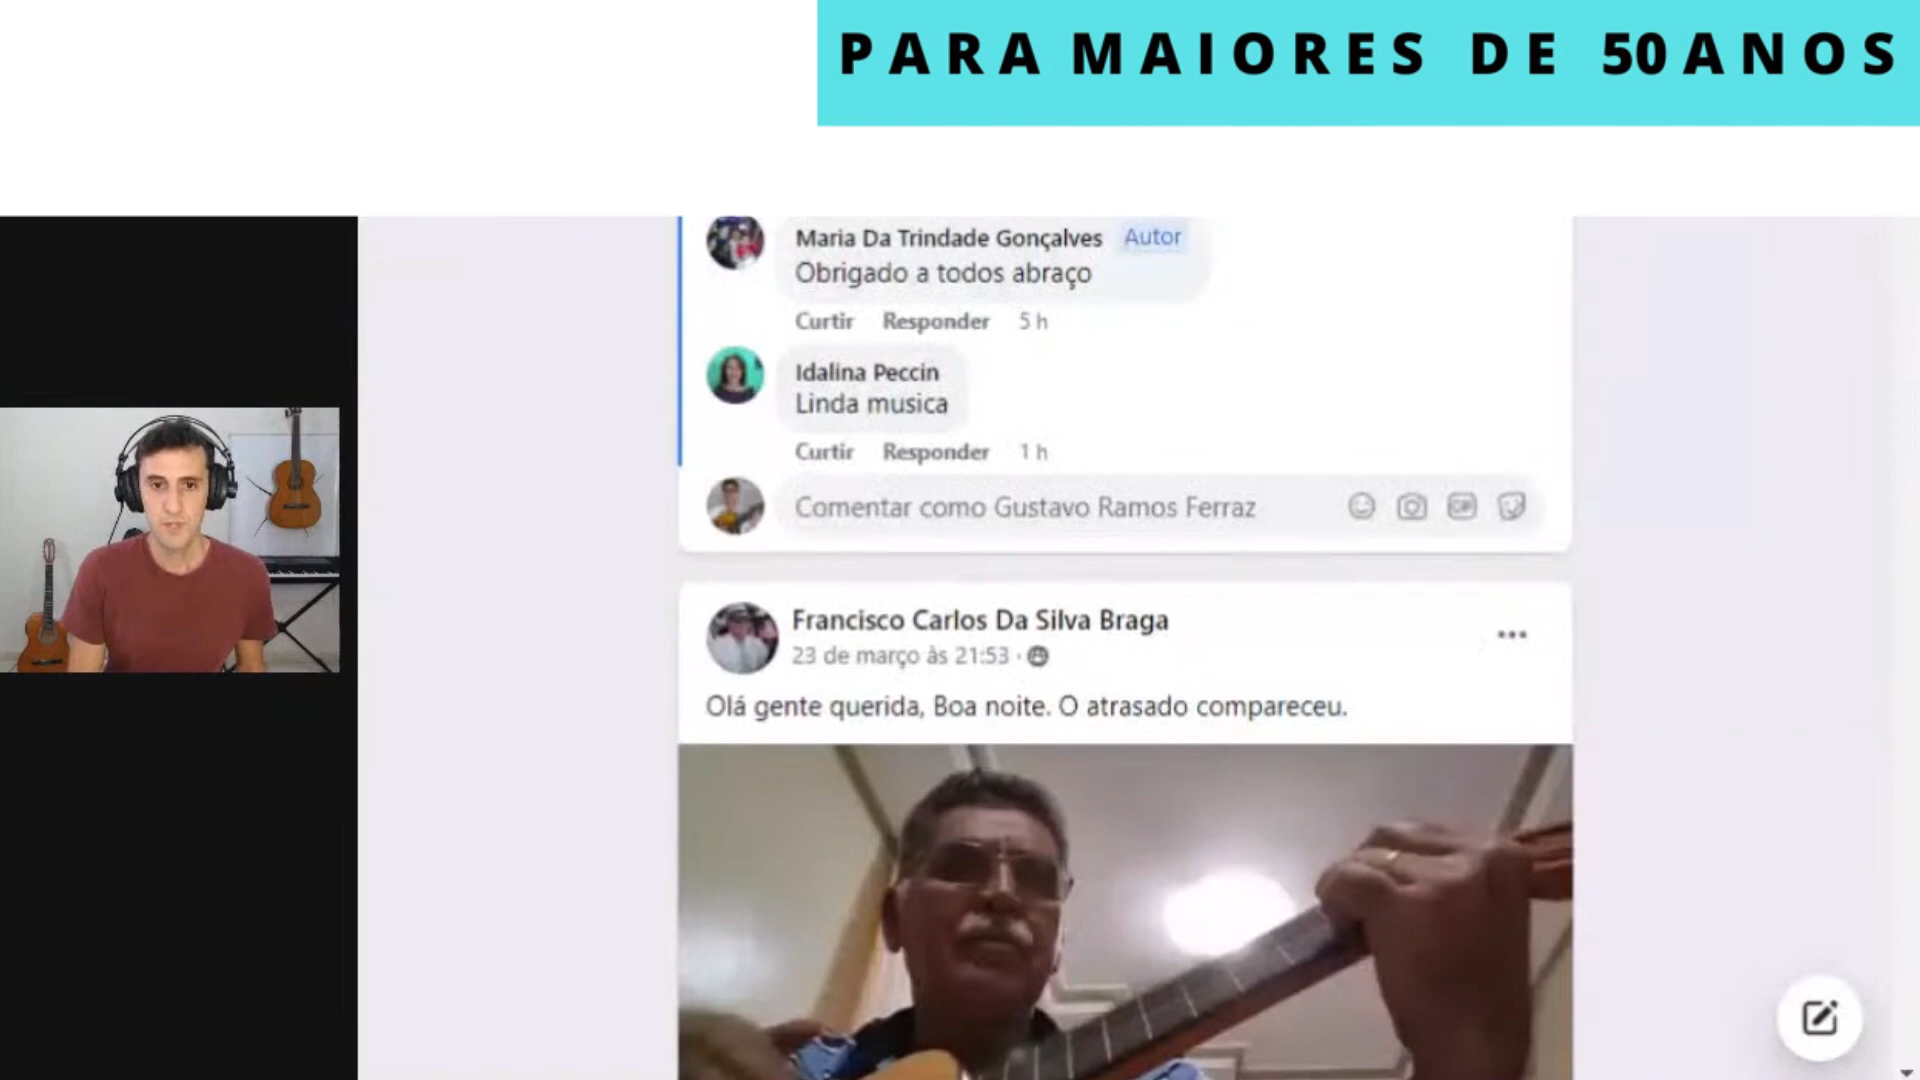 PARA MAIORES DE 50 ANOS
Maria Da Trindade Gonçalves Autor
Obrigado a todos abraço
Curtir Responder 5 h
Idalina Peccin
Linda musica
Curtir Responder 1 h
Comentar como Gustavo Ramos Ferraz
GIF
Francisco Carlos Da Silva Braga
23 de março às 21:53 ·
Olá gente querida, Boa noite. O atrasado compareceu.